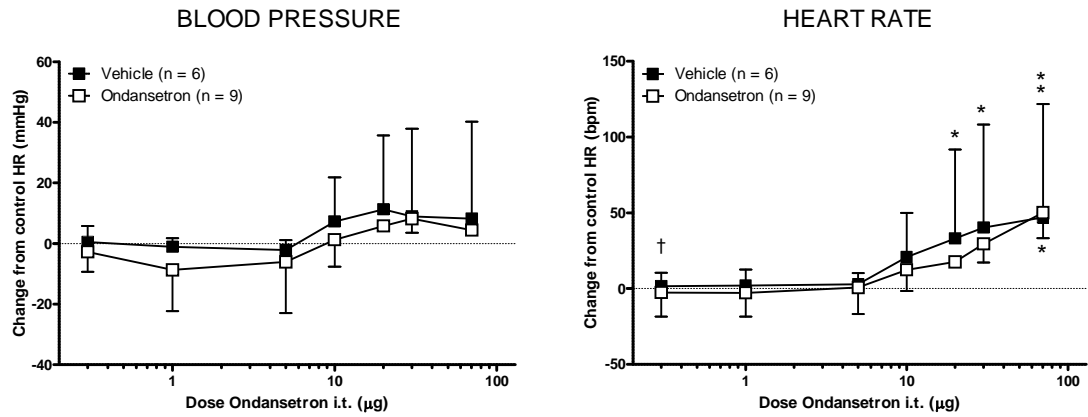 BLOOD PRESSURE
Change from control HR (mmHg)
60
40
20
0
-20
-40
Vehicle (n = 6)
Ondansetron (n = 9)
1
10
100
Dose Ondansetron i.t. (µg)
HEART RATE
Change from control HR (bpm)
150
100
50
0
-50
Vehicle (n = 6)
Ondansetron (n = 9)
†
*
*
*
*
*
1
10
100
Dose Ondansetron i.t. (µg)